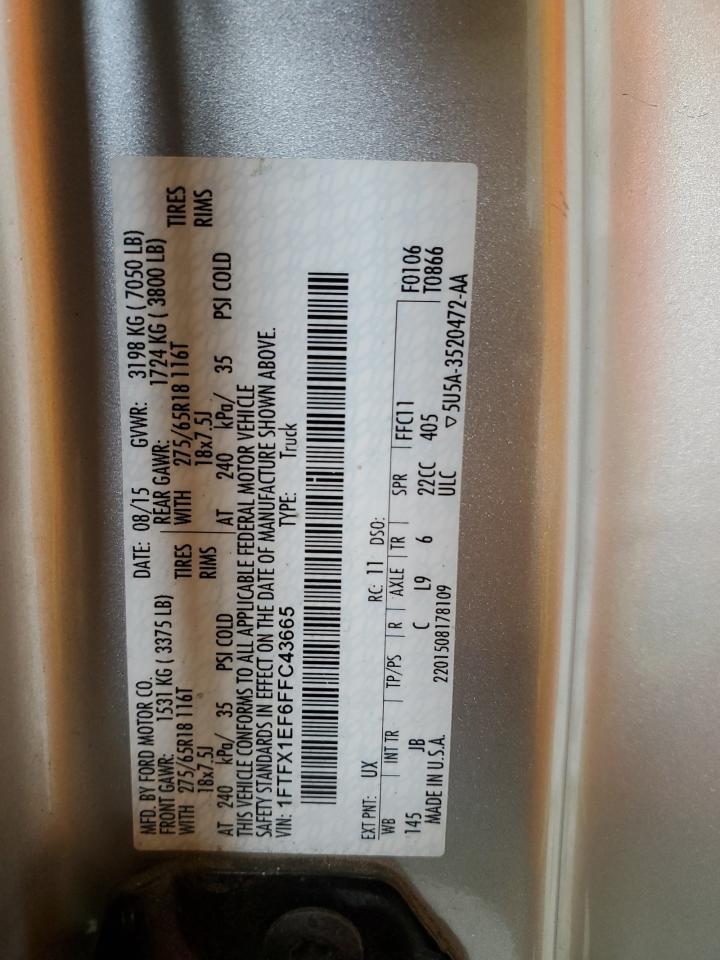 MFD. BY FORD MOTOR CO. DATE: 08/15 GVWR: 3198 KG ( 7050 LB)
FRONT GAWR: 1531 KG ( 3375 LB) REAR GAWR: 1724 KG ( 3800 LB)
WITH 275/65R18 116T TIRES WITH 275/65R18 116T TIRES
18x7.5J RIMS 18x7.5J RIMS
AT 240 kPa/ 35 PSI COLD AT 240 kPa/ 35 PSI COLD
THIS VEHICLE CONFORMS TO ALL APPLICABLE FEDERAL MOTOR VEHICLE
SAFETY STANDARDS IN EFFECT ON THE DATE OF MANUFACTURE SHOWN ABOVE.
VIN: 1FTFX1EF6FFC43665 TYPE: Truck
EXT PNT: UX RC: 11 DSO:
WB INT TR TP/PS R AXLE TR SPR FFC11 F0106
145 JB C L9 6 22CC 405 T0866
ULC
MADE IN U.S.A. 2201508178109 ▽5U5A-3520472-AA